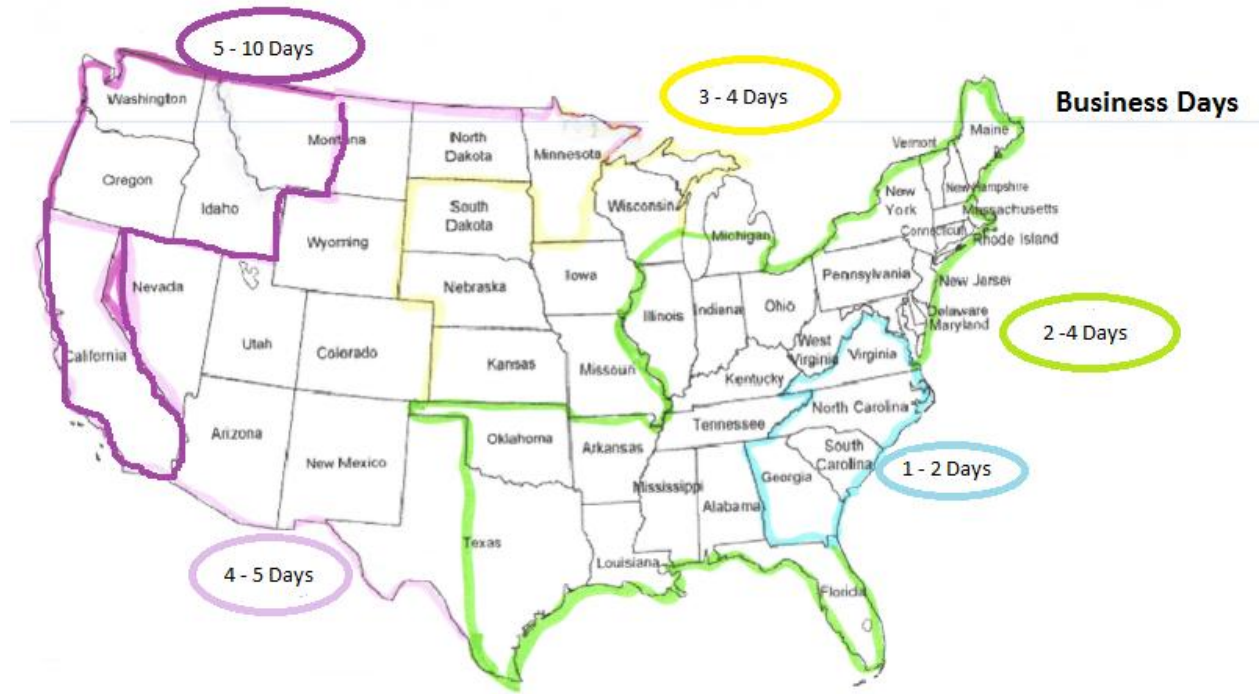 5 - 10 Days
3 - 4 Days
Business Days
Washington
Montana
North
Dakota
Minnesota
Vermont
Maine
Oregon
Idaho
South
Dakota
Wisconsin
Michigan
New
York
New Hampshire
Massachusetts
Connecticut
Rhode Island
Wyoming
Nevada
Nebraska
Iowa
Illinois
Indiana
Ohio
Pennsylvania
New Jerser
Delaware
Maryland
2 -4 Days
California
Utah
Colorado
Kansas
Missouri
West
Virginia
Virginia
Kentucky
Arizona
New Mexico
Oklahoma
Arkansas
Tennessee
North Carolina
South
Carolina
1 - 2 Days
Mississippi
Alabama
Georgia
Texas
Louisiana
Florida
4 - 5 Days